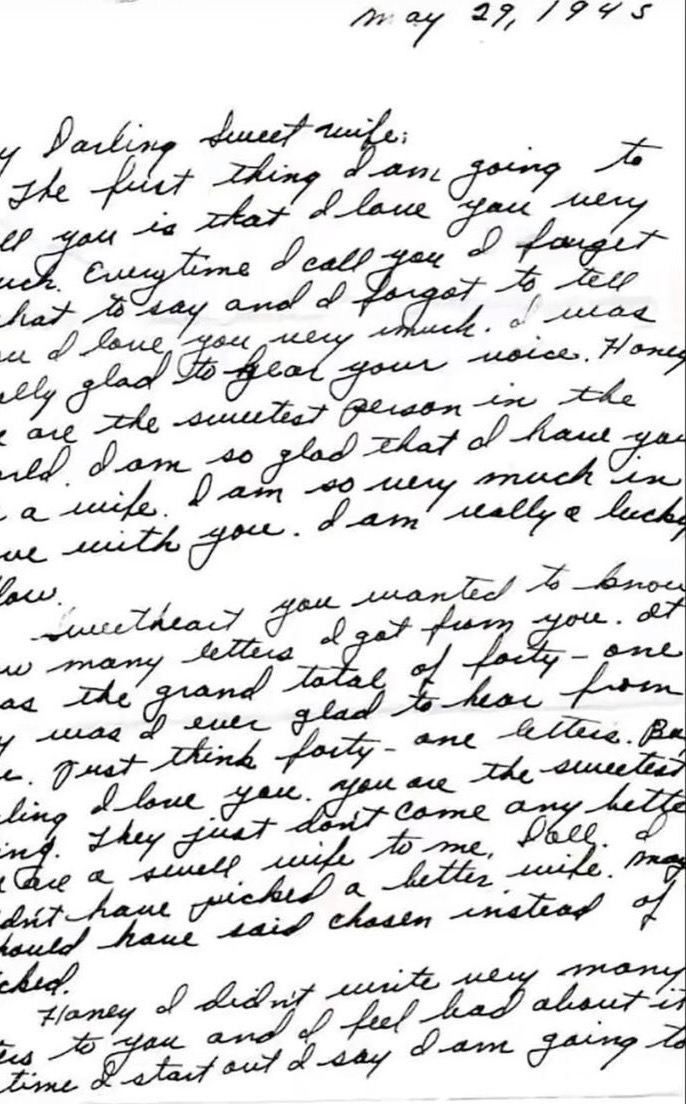 May 29, 1945
y Darling Sweet wife:
The first thing I am going to
ll you is that I love you very
uch. Everytime I call you I forget
hat to say and I forgot to tell
u I love you very much. I was
ally glad to hear your voice. Honey
are the sweetest person in the
rld. I am so glad that I have you
a wife. I am so very much in
ve with you. I am really a lucky
low.
Sweetheart you wanted to know
w many letters I got from you. It
as the grand total of forty-one
y was I ever glad to hear from
Just think forty-one letters. Ba
ling I love you. You are the sweetest
ing. They just don't come any bette
are a swell wife to me, Doll. I
dn't have picked a better wife. May
hould have said chosen instead of
cked.
Honey I didn't write very many
ers to you and I feel bad about it
time I start out I say I am going to